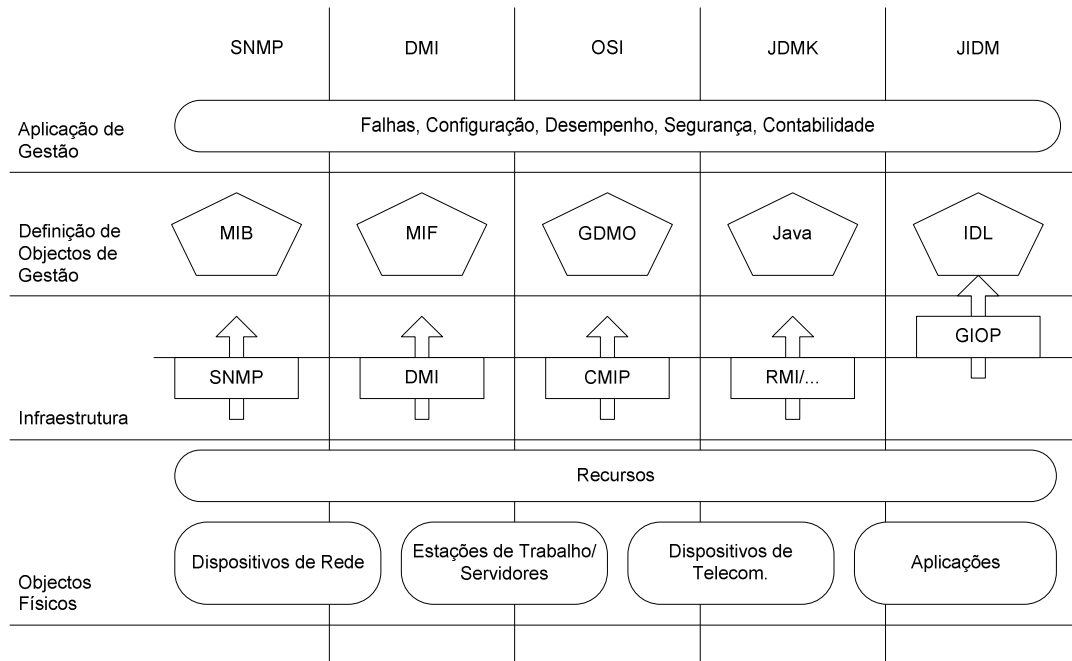 SNMP
DMI
OSI
JDMK
JIDM
Aplicação de
Gestão
Falhas, Configuração, Desempenho, Segurança, Contabilidade
Definição de
Objectos de
Gestão
MIB
MIF
GDMO
Java
IDL
GIOP
SNMP
DMI
CMIP
RMI/...
Infraestrutura
Recursos
Objectos
Físicos
Dispositivos de Rede
Estações de Trabalho/
Servidores
Dispositivos de
Telecom.
Aplicações